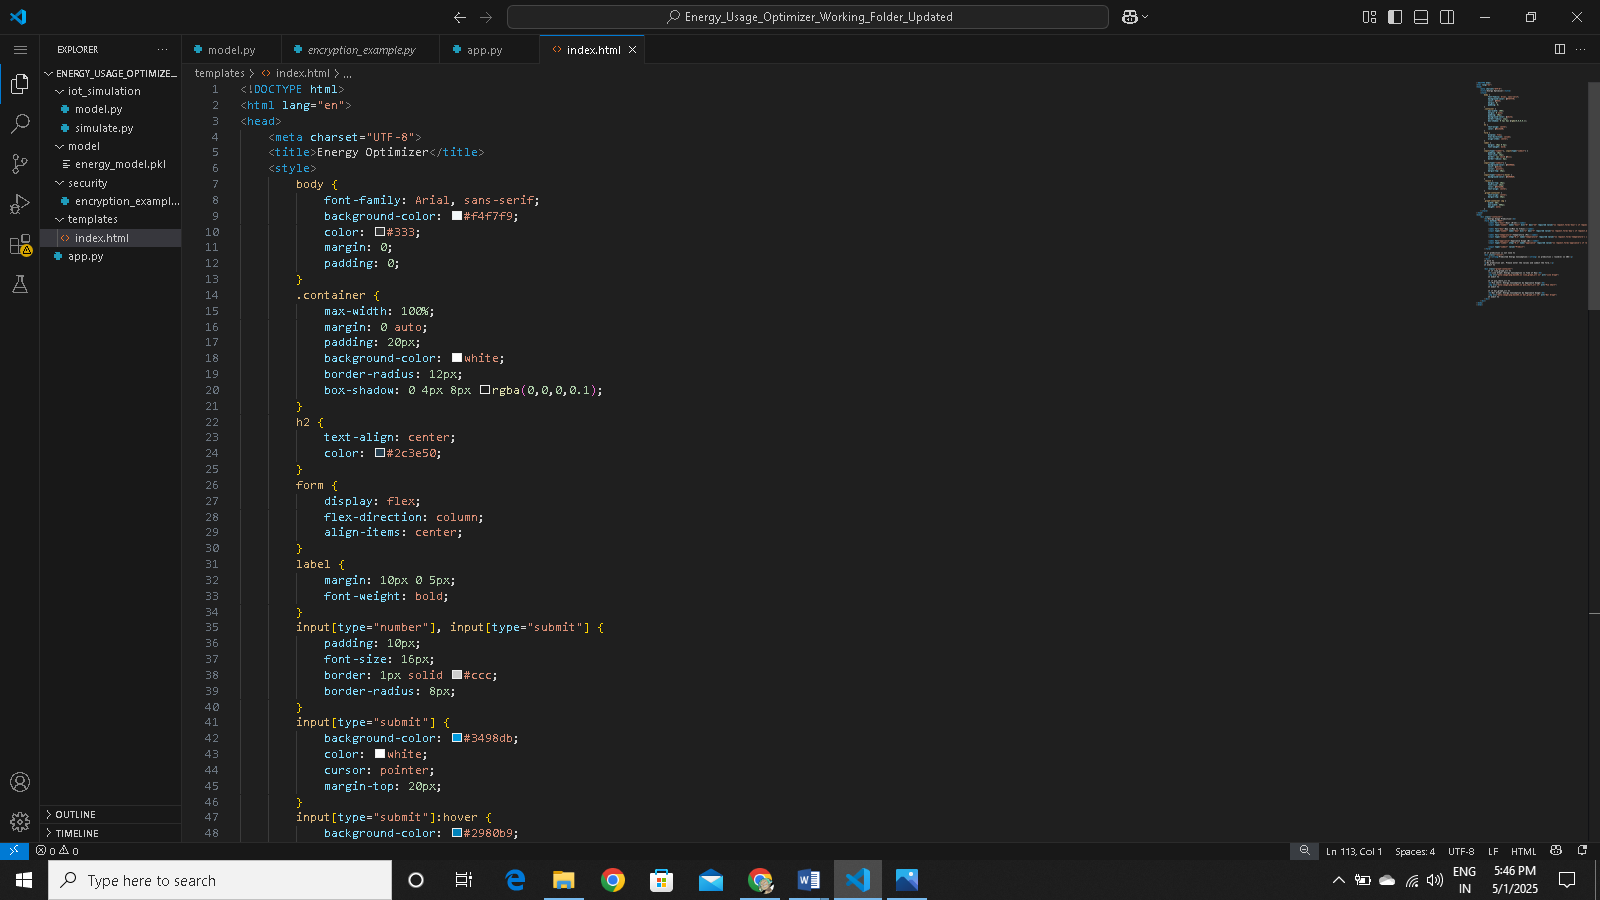 Energy_Usage_Optimizer_Working_Folder_Updated
EXPLORER
model.py
encryption_example.py
app.py
index.html
ENERGY_USAGE_OPTIMIZE...
iot_simulation
model.py
simulate.py
model
energy_model.pkl
security
encryption_exampl...
templates
index.html
app.py
OUTLINE
TIMELINE
templates > index.html > ...
1 <!DOCTYPE html>
2 <html lang="en">
3 <head>
4 <meta charset="UTF-8">
5 <title>Energy Optimizer</title>
6 <style>
7 body {
8 font-family: Arial, sans-serif;
9 background-color: #f4f7f9;
10 color: #333;
11 margin: 0;
12 padding: 0;
13 }
14 .container {
15 max-width: 100%;
16 margin: 0 auto;
17 padding: 20px;
18 background-color: white;
19 border-radius: 12px;
20 box-shadow: 0 4px 8px rgba(0,0,0,0.1);
21 }
22 h2 {
23 text-align: center;
24 color: #2c3e50;
25 }
26 form {
27 display: flex;
28 flex-direction: column;
29 align-items: center;
30 }
31 label {
32 margin: 10px 0 5px;
33 font-weight: bold;
34 }
35 input[type="number"], input[type="submit"] {
36 padding: 10px;
37 font-size: 16px;
38 border: 1px solid #ccc;
39 border-radius: 8px;
40 }
41 input[type="submit"] {
42 background-color: #3498db;
43 color: white;
44 cursor: pointer;
45 margin-top: 20px;
46 }
47 input[type="submit"]:hover {
48 background-color: #2980b9;
0 0
Ln 113, Col 1 Spaces: 4 UTF-8 LF HTML
Type here to search
ENG
IN
5:46 PM
5/1/2025